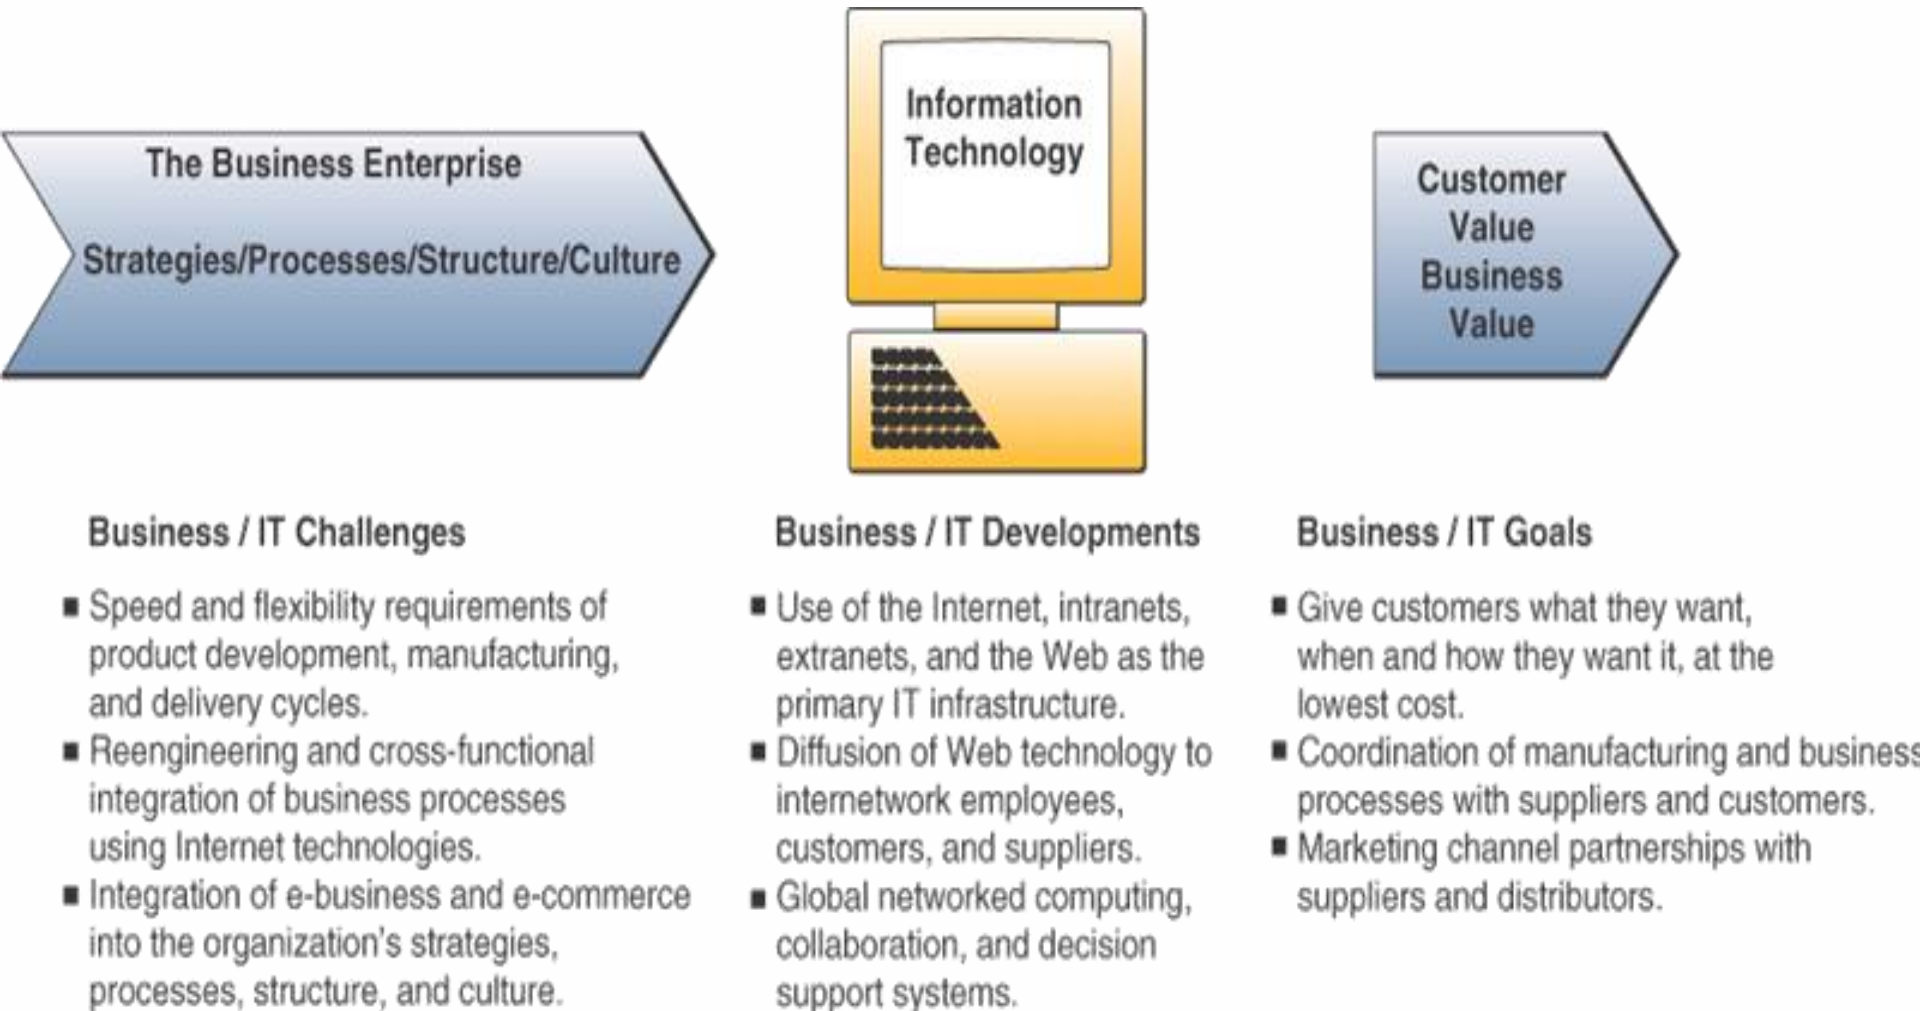 The Business Enterprise
Strategies/Processes/Structure/Culture
Information
Technology
Customer
Value
Business
Value
Business / IT Challenges
■ Speed and flexibility requirements of
product development, manufacturing,
and delivery cycles.
■ Reengineering and cross-functional
integration of business processes
using Internet technologies.
■ Integration of e-business and e-commerce
into the organization's strategies,
processes, structure, and culture.
Business / IT Developments
■ Use of the Internet, intranets,
extranets, and the Web as the
primary IT infrastructure.
■ Diffusion of Web technology to
internetwork employees,
customers, and suppliers.
■ Global networked computing,
collaboration, and decision
support systems.
Business / IT Goals
■ Give customers what they want,
when and how they want it, at the
lowest cost.
■ Coordination of manufacturing and business
processes with suppliers and customers.
■ Marketing channel partnerships with
suppliers and distributors.